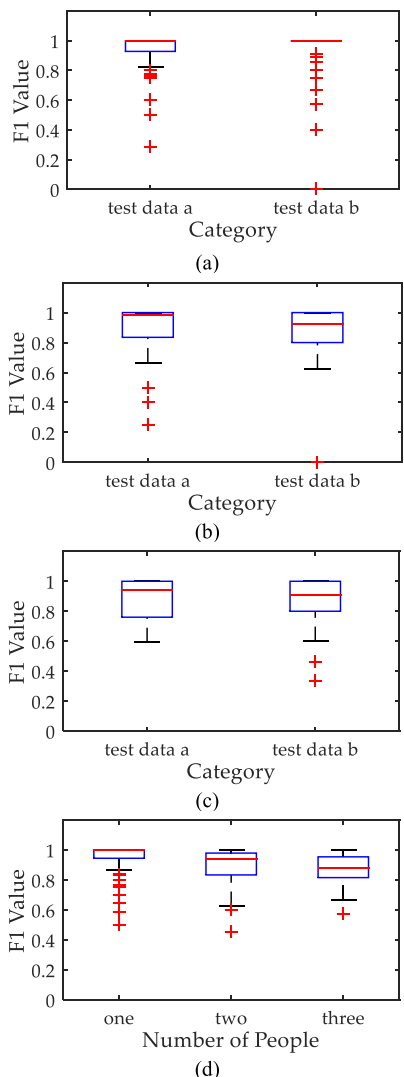 1
0.8
0.6
0.4
0.2
0
F1 Value
test data a test data b
Category
(a)
1
0.8
0.6
0.4
0.2
0
F1 Value
test data a test data b
Category
(b)
1
0.8
0.6
0.4
0.2
0
F1 Value
test data a test data b
Category
(c)
1
0.8
0.6
0.4
0.2
0
F1 Value
one two three
Number of People
(d)